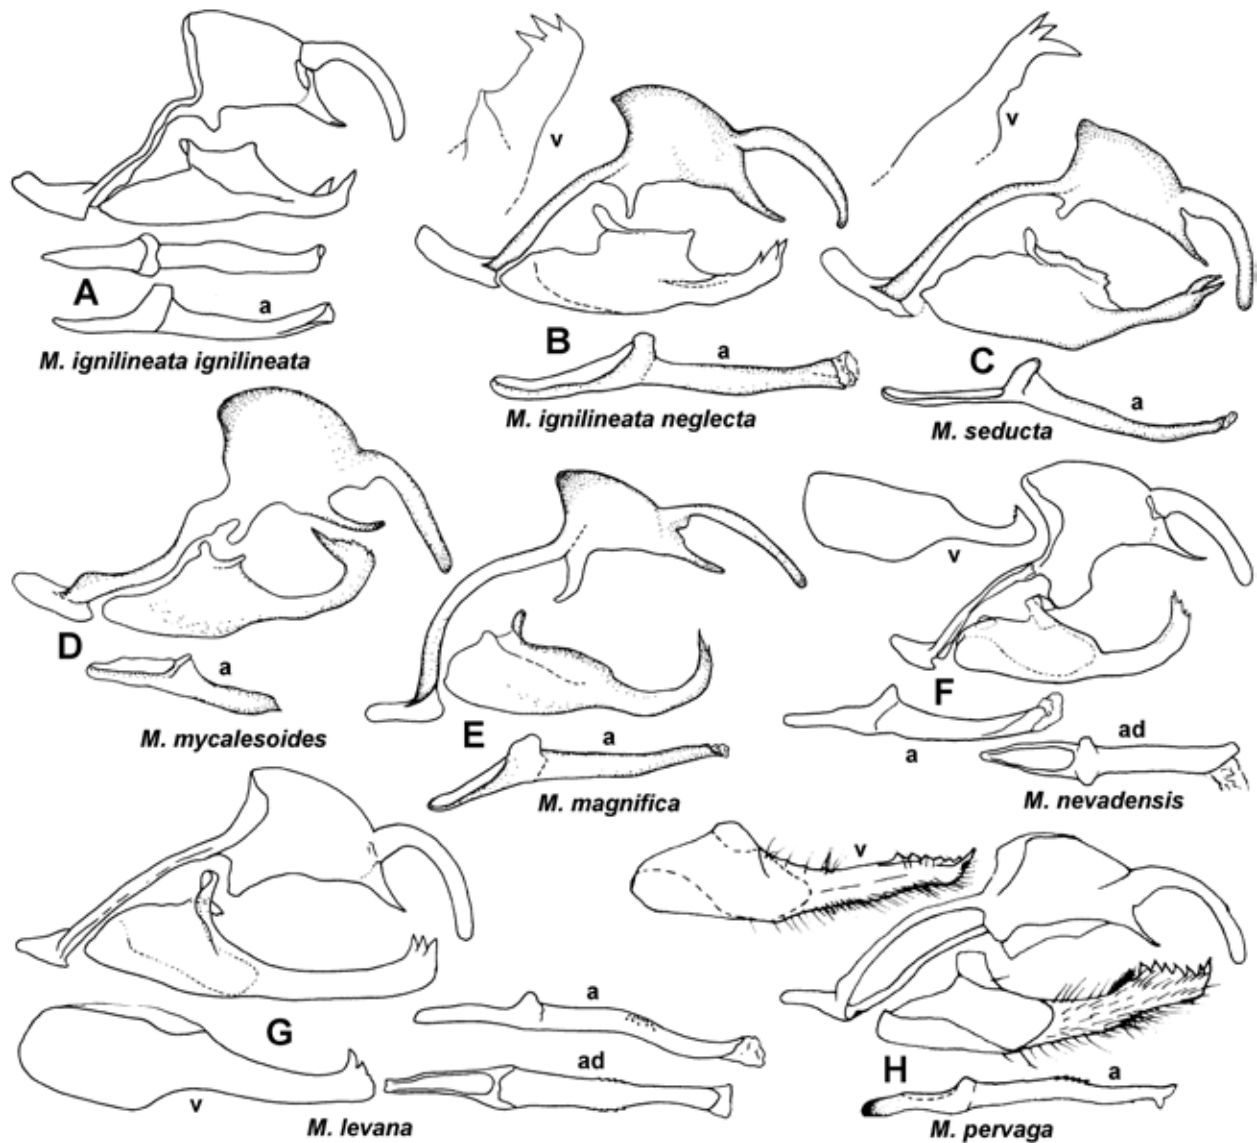 v
v
A
a
M. ignilineata ignilineata
B
a
M. ignilineata neglecta
C
a
M. seducta
D
a
M. mycalesoides
E
a
M. magnifica
v
F
a
ad
M. nevadensis
G
v
a
ad
M. levana
v
H
a
M. pervaga